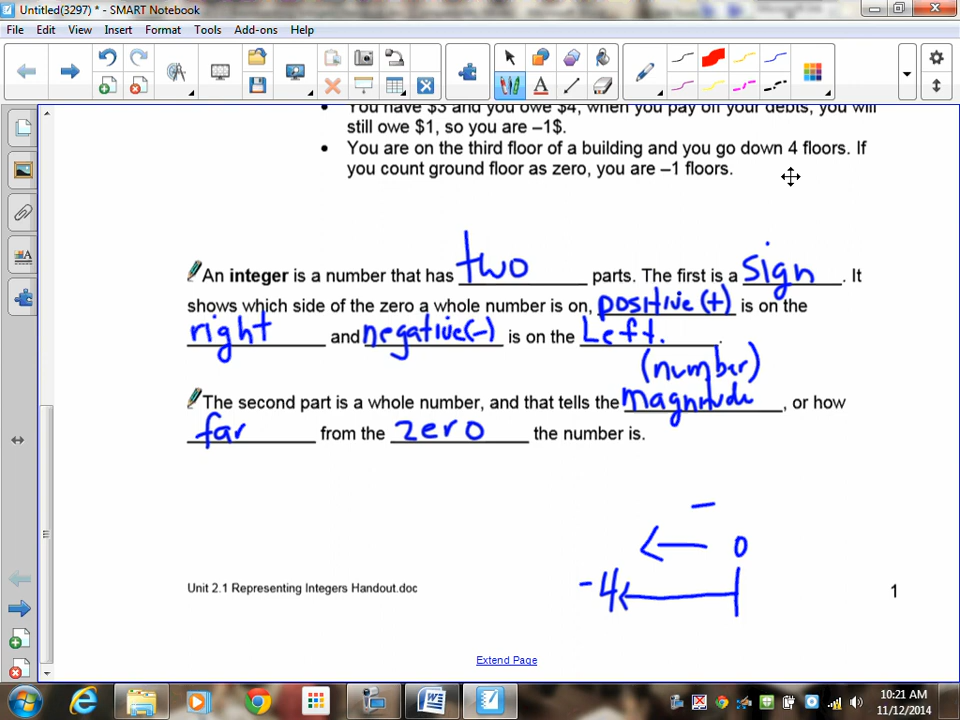 Untitled(3297) * - SMART Notebook
File Edit View Insert Format Tools Add-ons Help
• You have $3 and you owe $4, when you pay off your debts, you will
still owe $1, so you are –1$.
• You are on the third floor of a building and you go down 4 floors. If
you count ground floor as zero, you are –1 floors.
An integer is a number that has two parts. The first is a sign. It
shows which side of the zero a whole number is on, positive (+) is on the
right and negative(-) is on the Left.
(number)
The second part is a whole number, and that tells the magnitude, or how
far from the zero the number is.
–
← 0
-4
Unit 2.1 Representing Integers Handout.doc 1
Extend Page
10:21 AM
11/12/2014